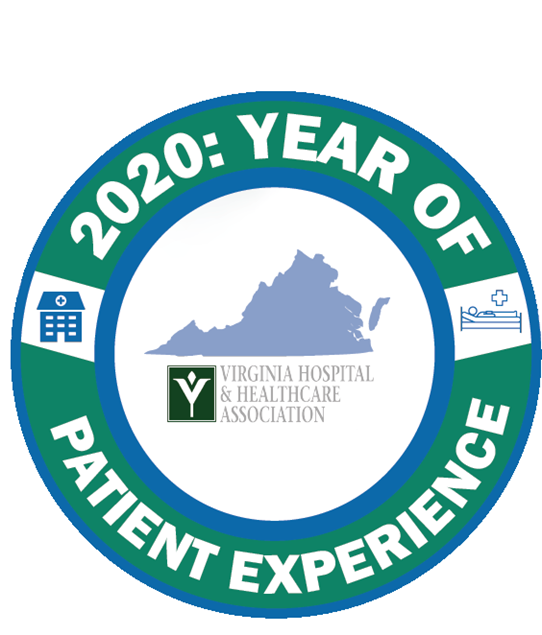 2020: YEAR OF
VIRGINIA HOSPITAL
& HEALTHCARE
ASSOCIATION
PATIENT EXPERIENCE